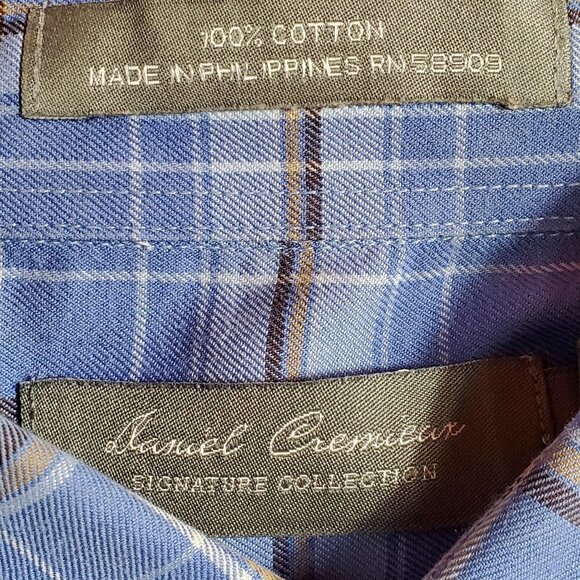 100% COTTON
MADE IN PHILIPPINES RN 58909
Daniel Cremieux
SIGNATURE COLLECTION